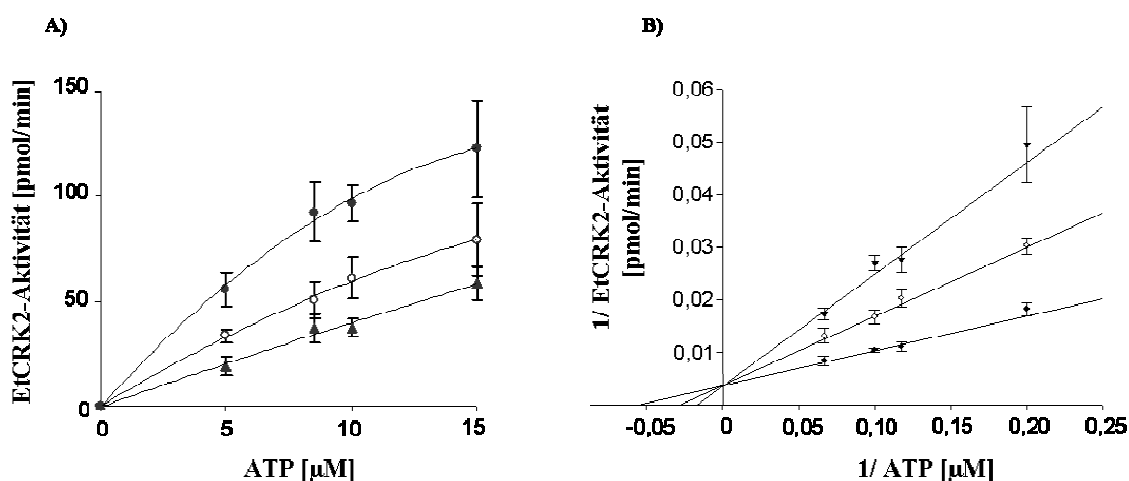 A)
EtCRK2-Aktivität [pmol/min]
150
100
50
0
0 5 10 15
ATP [µM]
B)
1/ EtCRK2-Aktivität
[pmol/min]
0,06
0,05
0,04
0,03
0,02
0,01
-0,05 0 0,05 0,10 0,15 0,20 0,25
1/ ATP [µM]